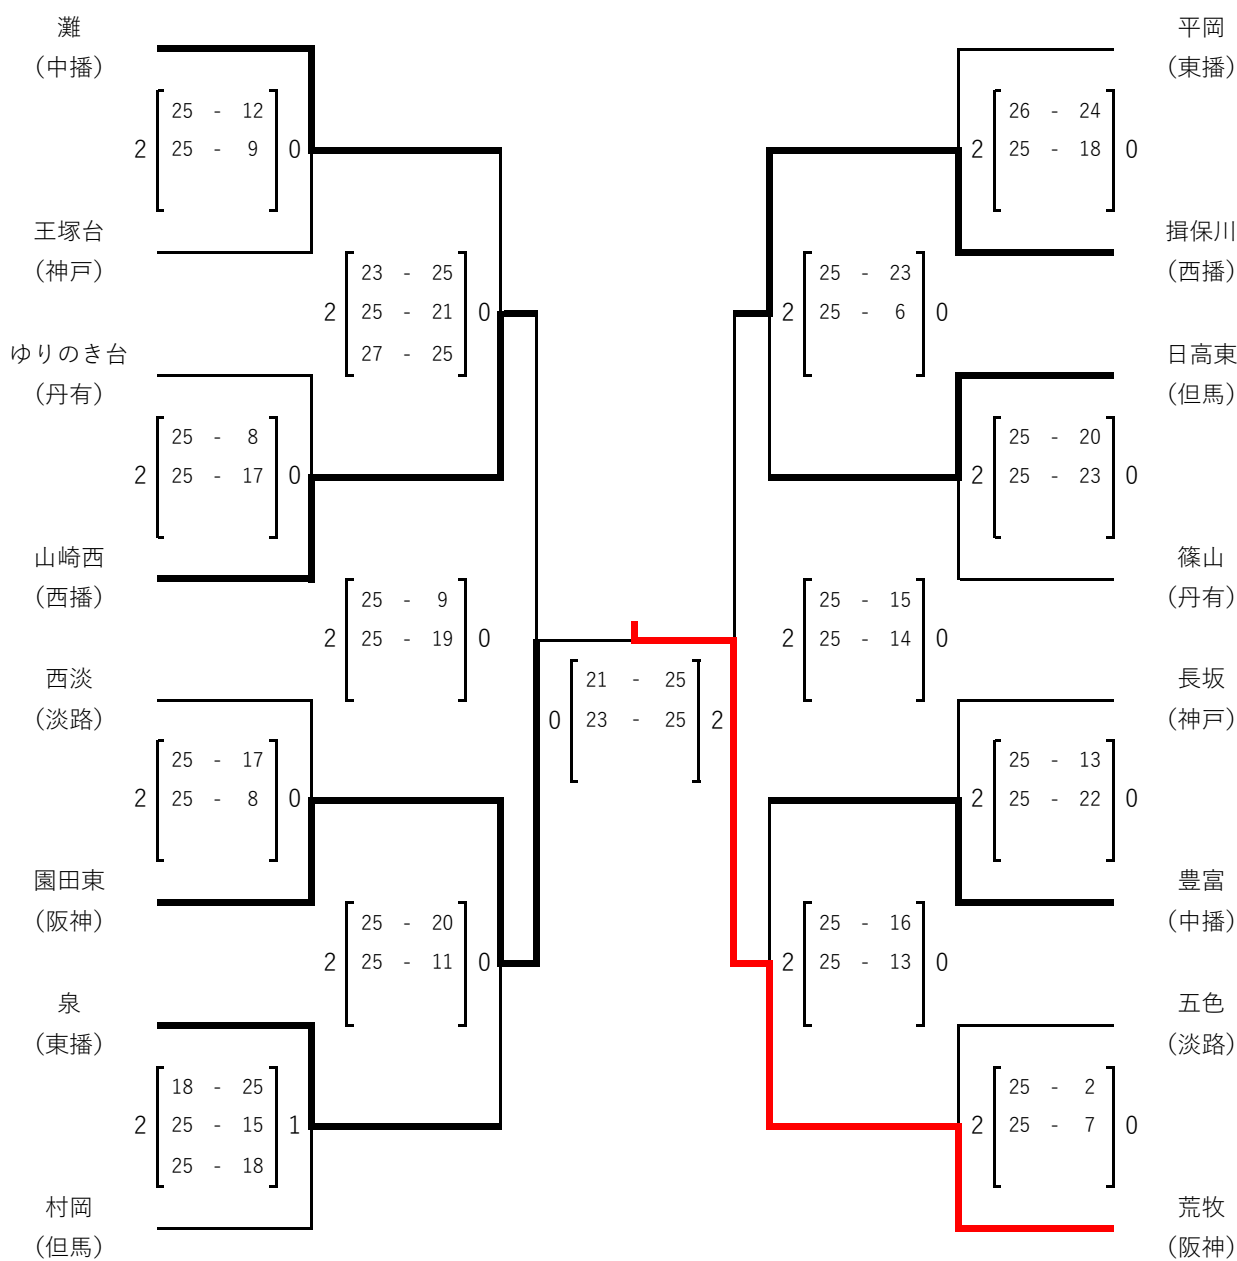 灘
(中播)
2 25 - 12 0
25 - 9
王塚台
(神戸)
2 23 - 25 0
25 - 21
27 - 25
ゆりのき台
(丹有)
2 25 - 8 0
25 - 17
山崎西
(西播)
2 25 - 9 0
25 - 19
西淡
(淡路)
2 25 - 17 0
25 - 8
園田東
(阪神)
2 25 - 20 0
25 - 11
泉
(東播)
2 18 - 25 1
25 - 15
25 - 18
村岡
(但馬)
0 21 - 25 2
23 - 25
平岡
(東播)
2 26 - 24 0
25 - 18
揖保川
(西播)
2 25 - 23 0
25 - 6
日高東
(但馬)
2 25 - 20 0
25 - 23
篠山
(丹有)
2 25 - 15 0
25 - 14
長坂
(神戸)
2 25 - 13 0
25 - 22
豊富
(中播)
2 25 - 16 0
25 - 13
五色
(淡路)
2 25 - 2 0
25 - 7
荒牧
(阪神)